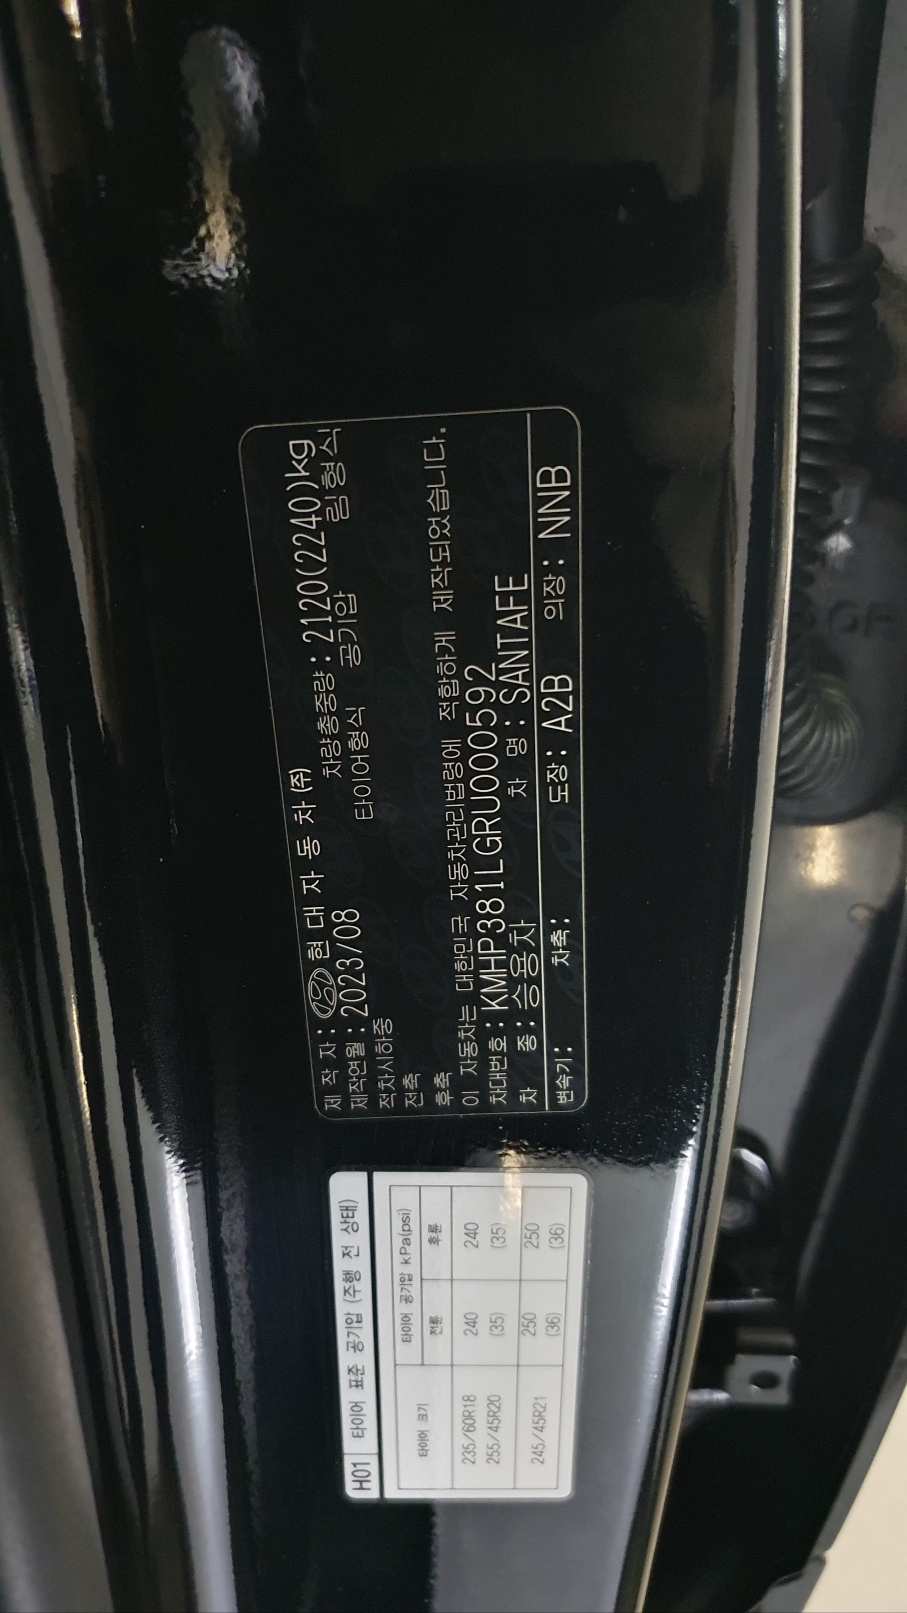 제 작 자 : 현 대 자 동 차 (주)
제작연월 : 2023/08 차량총중량 : 2120(2240)kg
적차시하중 타이어형식 공기압 림형식
전축
후축
이 자동차는 대한민국 자동차관리법령에 적합하게 제작되었습니다.
차대번호 : KMHP381LGRU000592
차 종 : 승용차 차 명 : SANTAFE
변속기 : 차축 : 도장 : A2B 의장 : NNB
H01 타이어 표준 공기압 (주행 전 상태)
타이어 크기 타이어 공기압 kPa(psi)
전륜 후륜
235/60R18 240 240
255/45R20 (35) (35)
245/45R21 250 250
(36) (36)